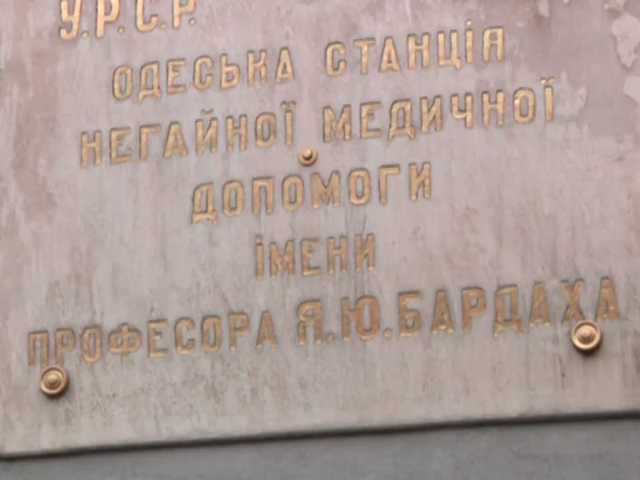 У.Р.С.Р.
ОДЕСЬКА СТАНЦІЯ
НЕГАЙНОЇ МЕДИЧНОЇ
ДОПОМОГИ
ІМЕНИ
ПРОФЕСОРА Я.Ю.БАРДАХА